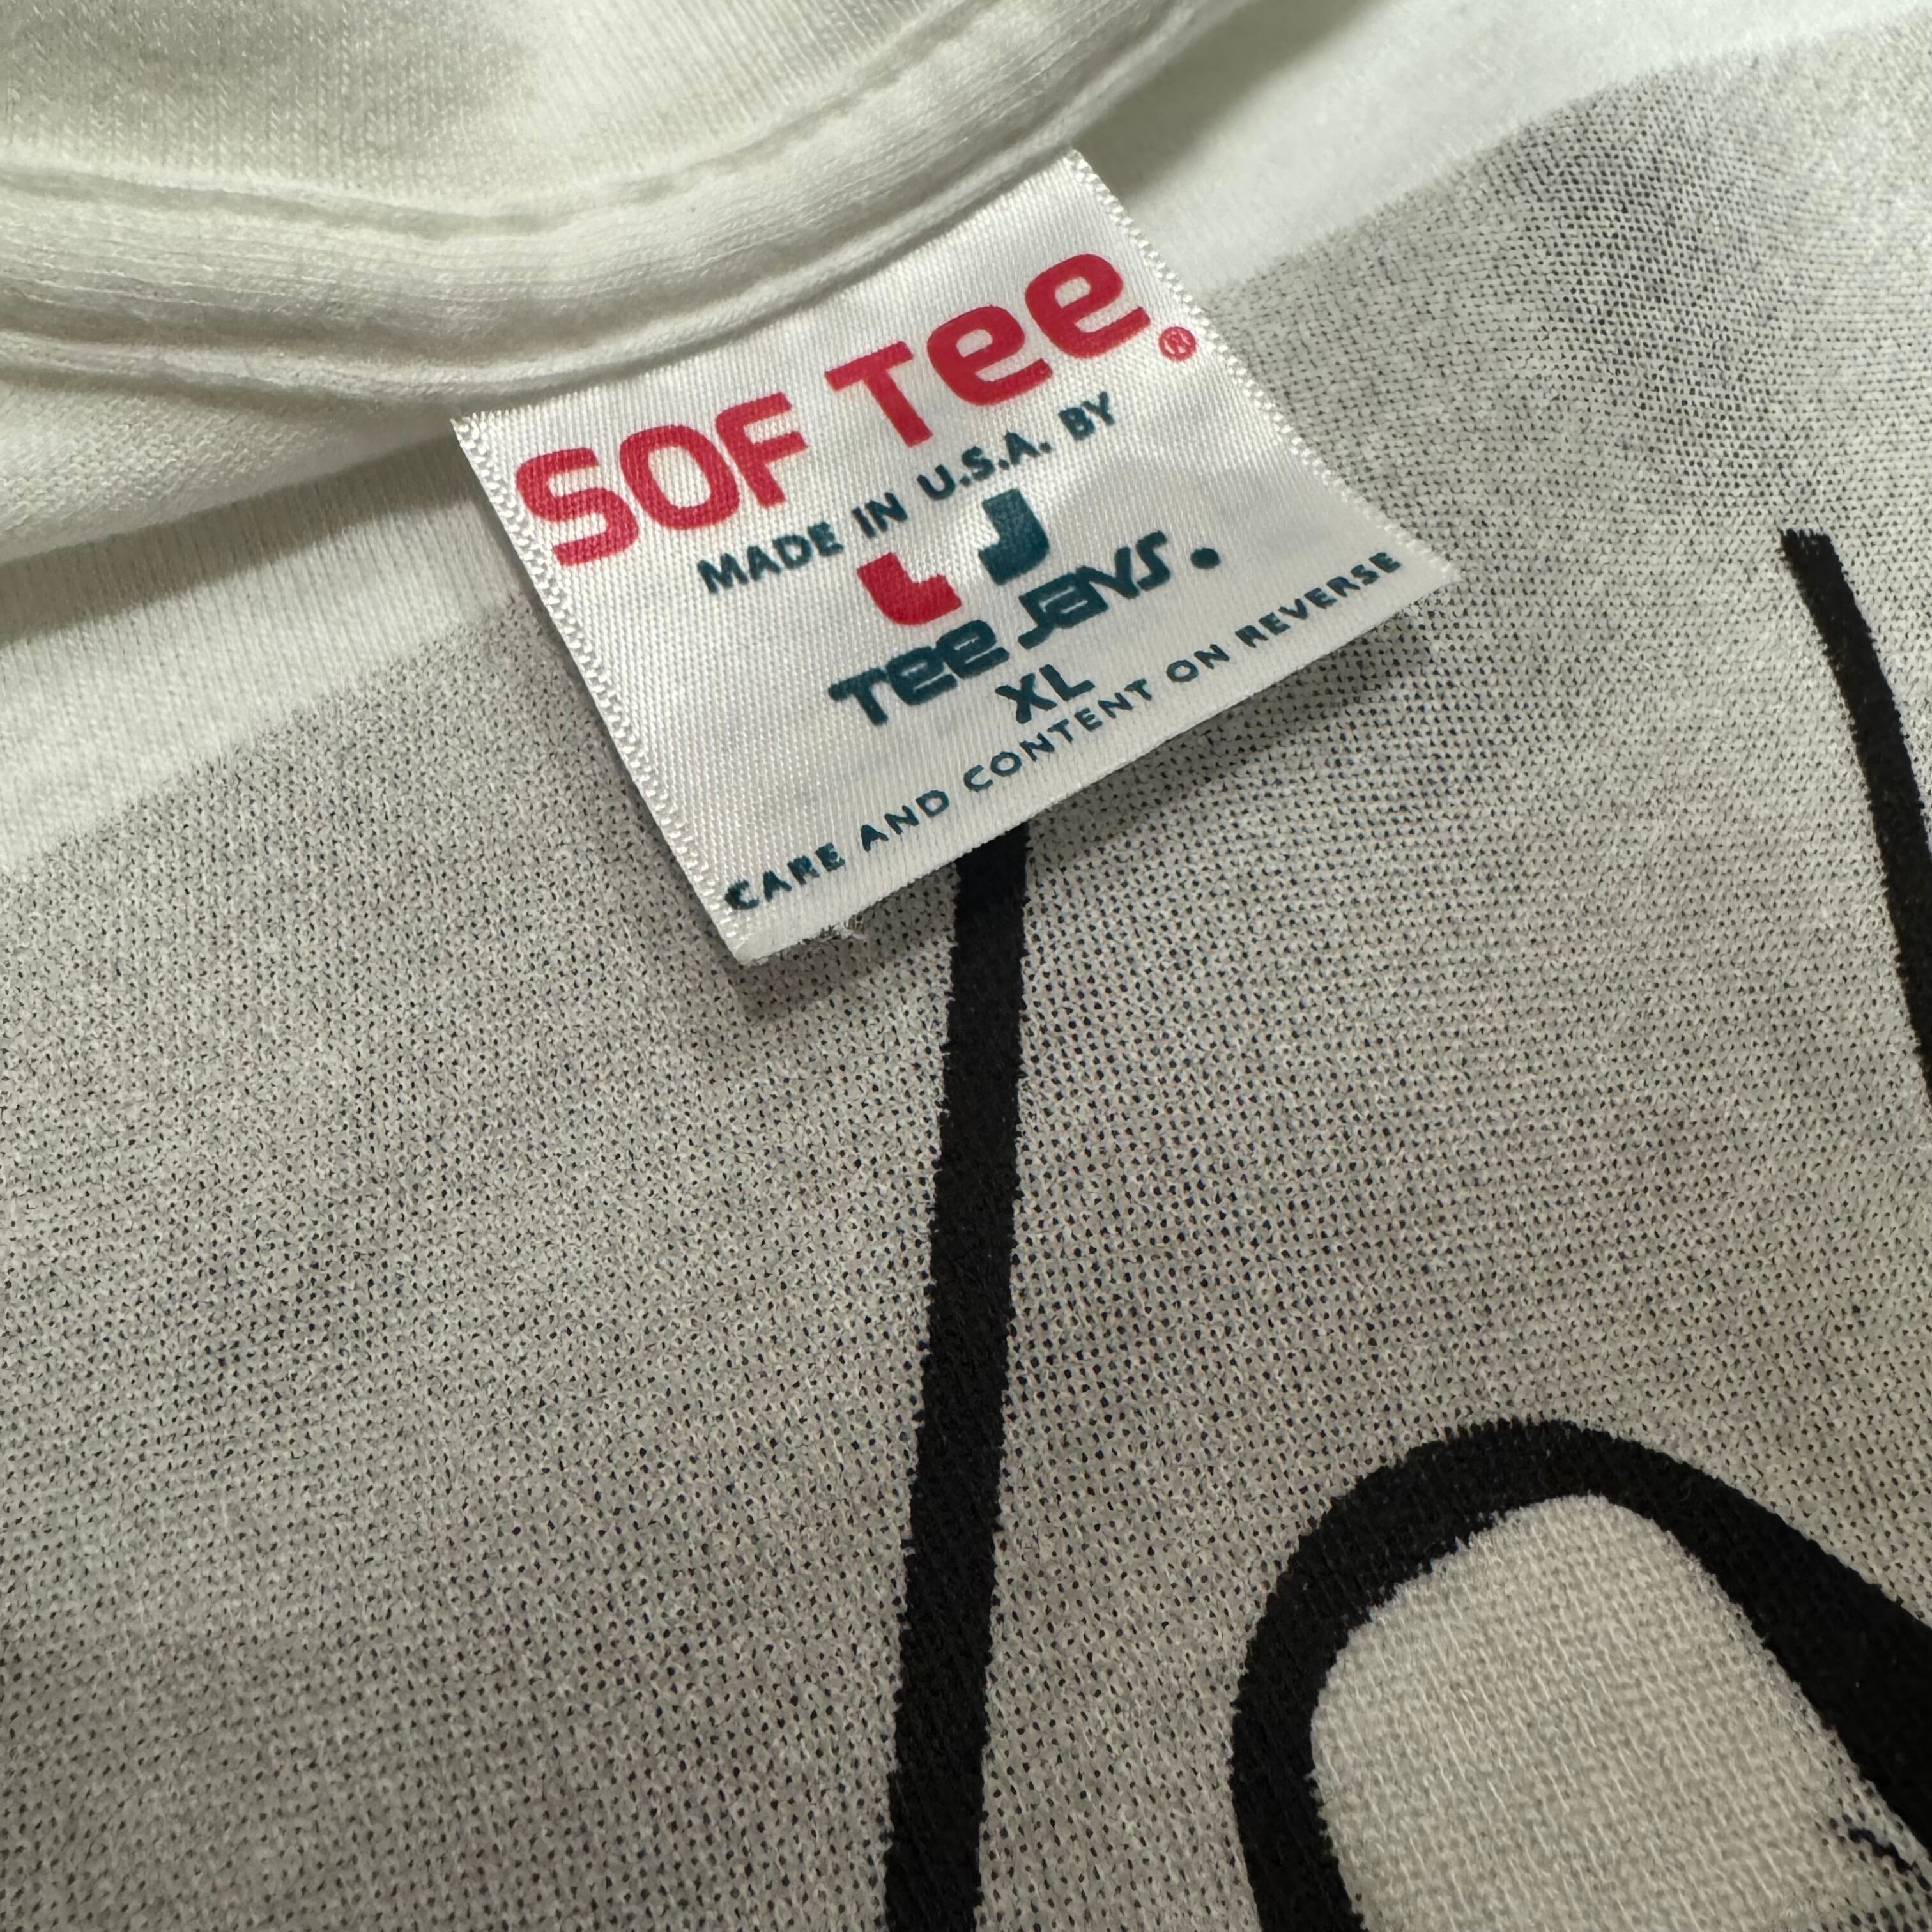 SOF Tee®
MADE IN U.S.A. BY
Tee Jays.
XL
CARE AND CONTENT ON REVERSE